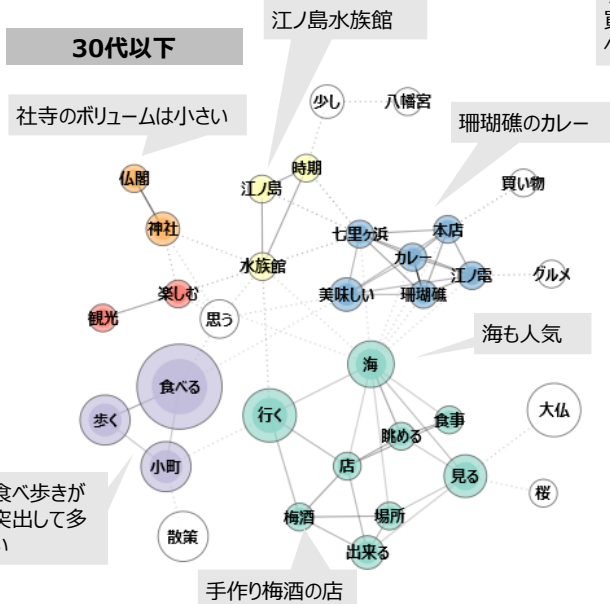 江ノ島水族館
30代以下
社寺のボリュームは小さい
少し
八幡宮
珊瑚礁のカレー
仏閣
江ノ島
時期
買い物
神社
七里ヶ浜
本店
カレー
水族館
江ノ電
グルメ
楽しむ
美味しい
珊瑚礁
観光
思う
海も人気
海
食べる
大仏
歩く
行く
眺める
食事
小町
店
見る
桜
食べ歩きが
突出して多
い
散策
梅酒
場所
出来る
手作り梅酒の店